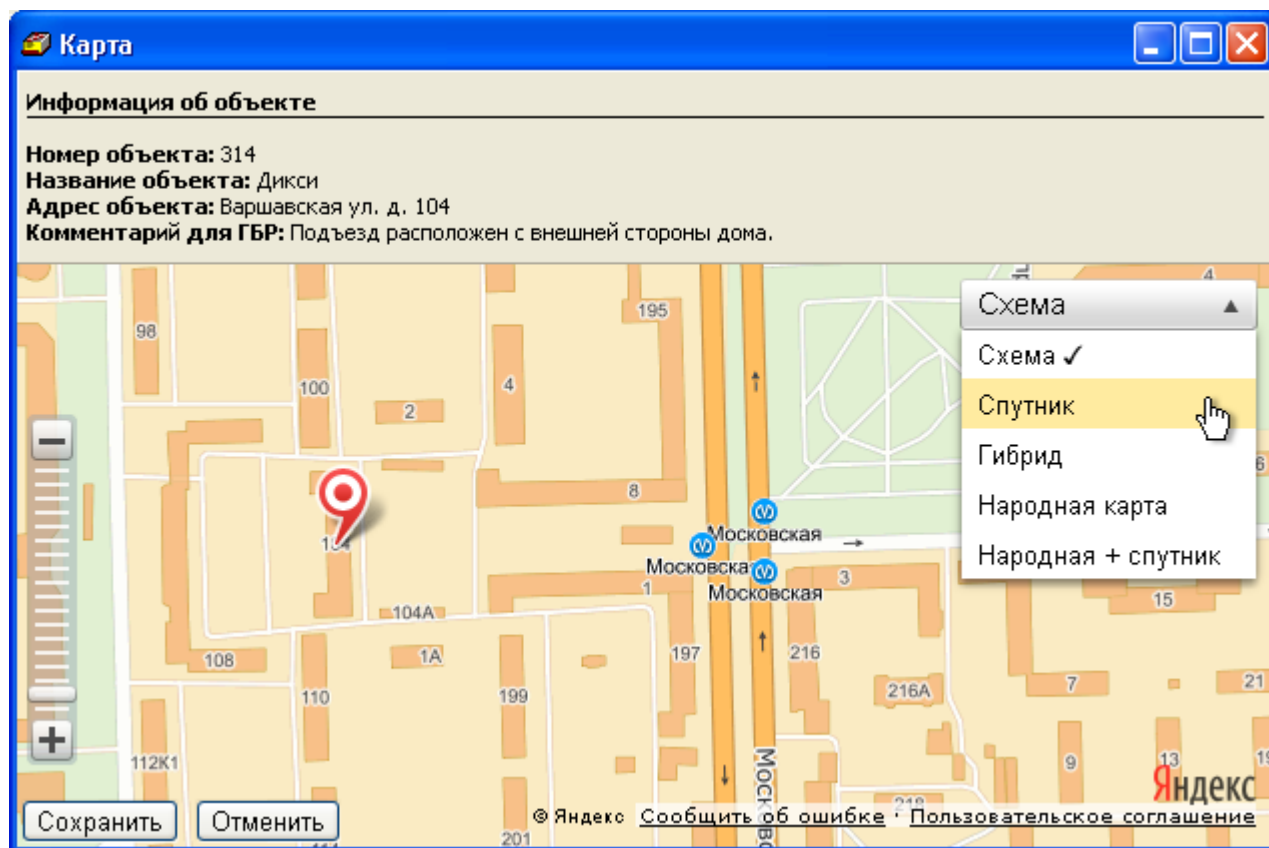 Карта
Информация об объекте
Номер объекта: 314
Название объекта: Дикси
Адрес объекта: Варшавская ул. д. 104
Комментарий для ГБР: Подъезд расположен с внешней стороны дома.
4
195
Схема
98
Схема ✓
100
4
2
Спутник
Гибрид
6
8
Народная карта
Московская
Московская
Народная + спутник
1
3
Московская
15
104А
108
1А
197
216
7
21
110
199
216А
112К1
9
13
19
Яндекс
Сохранить
Отменить
© Яндекс Сообщить об ошибке · Пользовательское соглашение
218
201